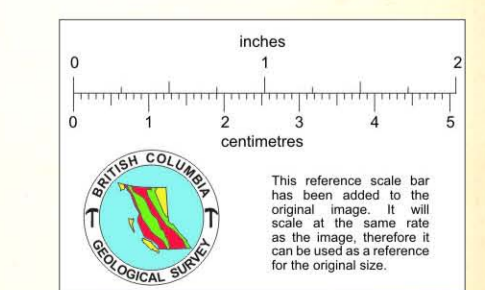 inches
0 1 2
0 1 2 3 4 5
centimetres
BRITISH COLUMBIA
GEOLOGICAL SURVEY
This reference scale bar
has been added to the
original image. It will
scale at the same rate
as the image, therefore it
can be used as a reference
for the original size.